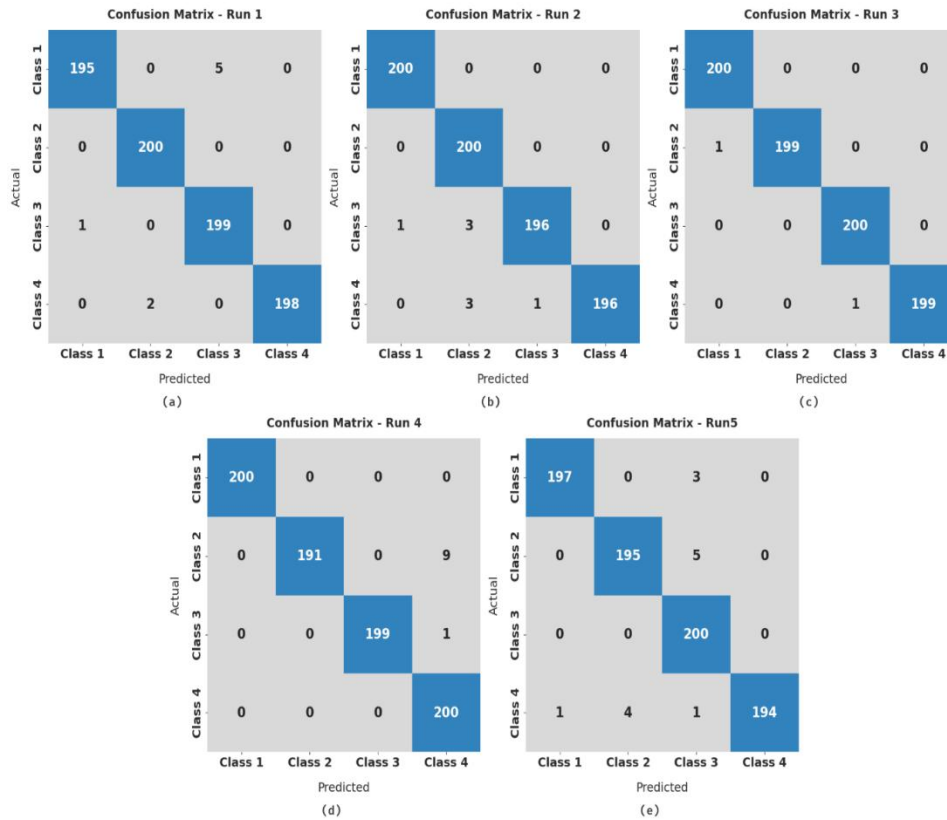 Confusion Matrix - Run 1
Actual
Class 1
195 0 5 0
Class 2
0 200 0 0
Class 3
1 0 199 0
Class 4
0 2 0 198
Class 1 Class 2 Class 3 Class 4
Predicted
(a)
Confusion Matrix - Run 2
Actual
Class 1
200 0 0 0
Class 2
0 200 0 0
Class 3
1 3 196 0
Class 4
0 3 1 196
Class 1 Class 2 Class 3 Class 4
Predicted
(b)
Confusion Matrix - Run 3
Actual
Class 1
200 0 0 0
Class 2
1 199 0 0
Class 3
0 0 200 0
Class 4
0 0 1 199
Class 1 Class 2 Class 3 Class 4
Predicted
(c)
Confusion Matrix - Run 4
Actual
Class 1
200 0 0 0
Class 2
0 191 0 9
Class 3
0 0 199 1
Class 4
0 0 0 200
Class 1 Class 2 Class 3 Class 4
Predicted
(d)
Confusion Matrix - Run5
Actual
Class 1
197 0 3 0
Class 2
0 195 5 0
Class 3
0 0 200 0
Class 4
1 4 1 194
Class 1 Class 2 Class 3 Class 4
Predicted
(e)